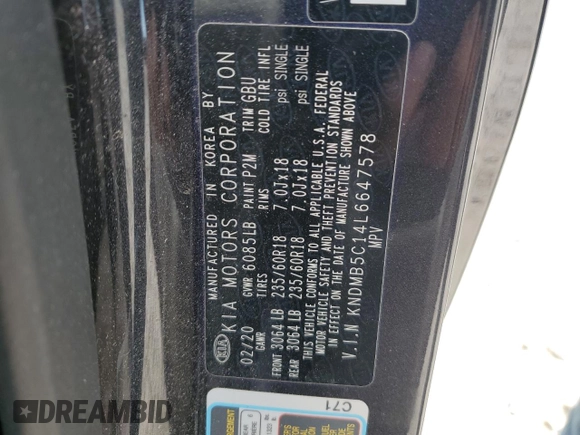 MANUFACTURED IN KOREA BY
KIA KIA MOTORS CORPORATION
02/20 GVWR 6085LB PAINT P2M TRIM GBU
GAWR TIRES RIMS COLD TIRE INFL
FRONT 3064 LB 235/60R18 7.0Jx18 psi SINGLE
REAR 3064 LB 235/60R18 7.0Jx18 psi SINGLE
THIS VEHICLE CONFORMS TO ALL APPLICABLE U.S.A. FEDERAL
MOTOR VEHICLE SAFETY AND THEFT PREVENTION STANDARDS
IN EFFECT ON THE DATE OF MANUFACTURE SHOWN ABOVE
V.I.N KNDMB5C14L6647578
MPV
C71
EASTBIDAUTO